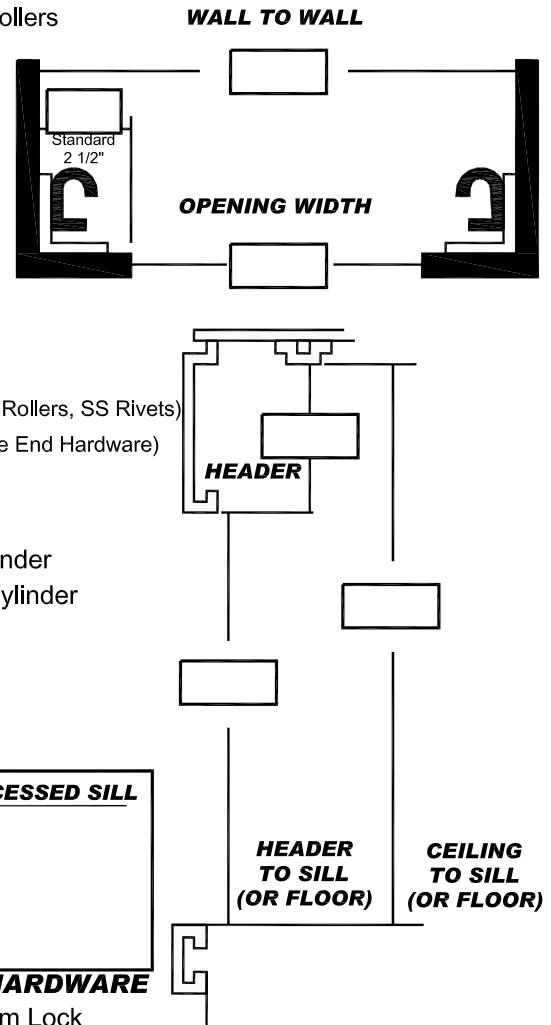 ollers
WALL TO WALL
Standard
2 1/2"
OPENING WIDTH
Rollers, SS Rivets)
e End Hardware)
HEADER
nder
ylinder
CESSED SILL
HEADER
TO SILL
(OR FLOOR)
CEILING
TO SILL
(OR FLOOR)
HARDWARE
m Lock